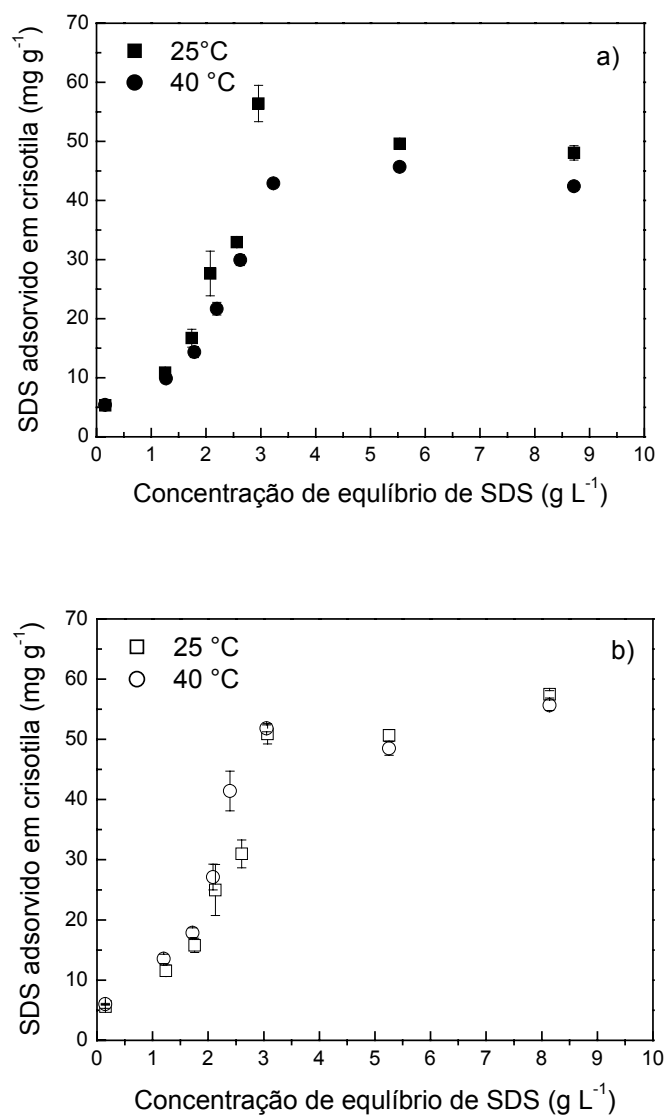 70
60
50
40
30
20
10
0
SDS adsorvido em crisotila (mg g-1)
25°C
40 °C
a)
0 1 2 3 4 5 6 7 8 9 10
Concentração de equlíbrio de SDS (g L-1)
70
60
50
40
30
20
10
0
SDS adsorvido em crisotila (mg g-1)
25 °C
40 °C
b)
0 1 2 3 4 5 6 7 8 9 10
Concentração de equlíbrio de SDS (g L-1)